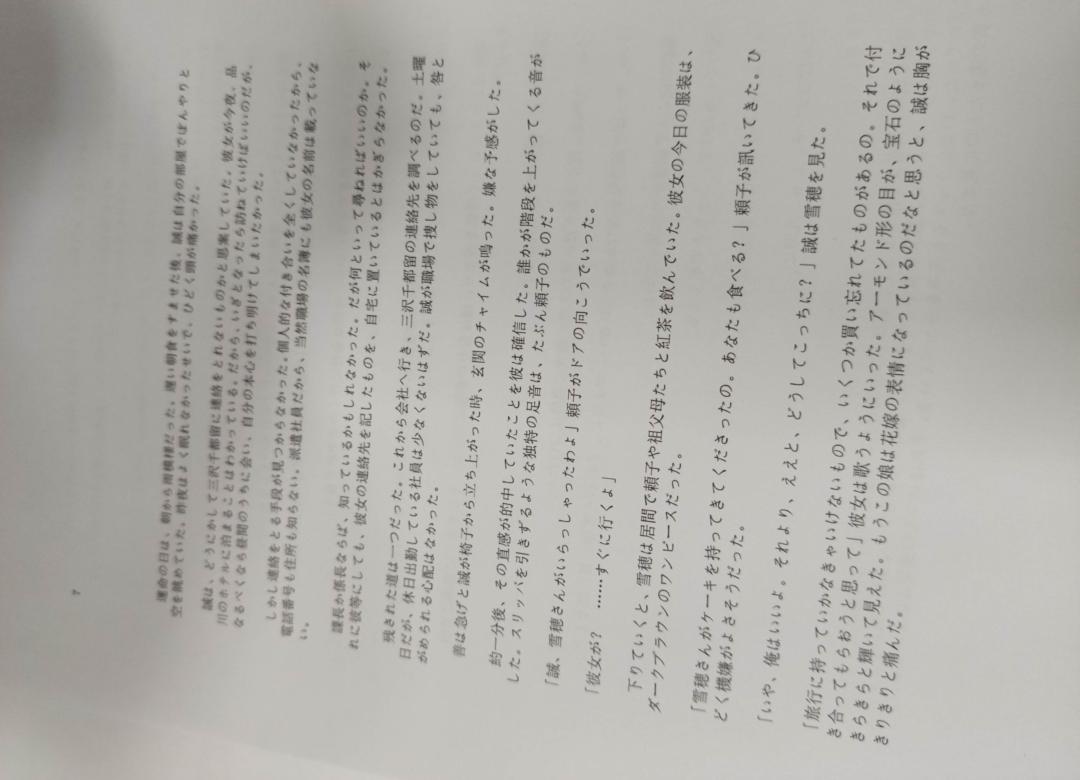 7
運命の日は、朝から雨模様だった。遅い朝食をすませた後、誠は自分の部屋でぼんやりと
空を眺めていた。昨夜はよく眠れなかったせいで、ひどく頭が痛かった。
誠は、どうにかして三沢千都留に連絡をとれないものかと思案していた。彼女が今夜、品
川のホテルに泊まることはわかっている。だから、いざとなったら訪ねていけばいいのだが、
なるべくなら昼間のうちに会い、自分の本心を打ち明けてしまいたかった。
しかし連絡をとる手段が見つからなかった。個人的な付き合いを全くしていなかったから、
電話番号も住所も知らない。派遣社員だから、当然職場の名簿にも彼女の名前は載っていな
い。
課長か係長ならば、知っているかもしれなかった。だが何といって尋ねればいいのか。そ
れに彼等にしても、彼女の連絡先を記したものを、自宅に置いているとはかぎらなかった。
残された道は一つだった。これから会社へ行き、三沢千都留の連絡先を調べるのだ。土曜
日だが、休日出勤している社員は少なくないはずだ。誠が職場で捜し物をしていても、咎と
がめられる心配はなかった。
善は急げと誠が椅子から立ち上がった時、玄関のチャイムが鳴った。嫌な予感がした。
約一分後、その直感が的中していたことを彼は確信した。誰かが階段を上がってくる音が
した。スリッパを引きずるような独特の足音は、たぶん頼子のものだ。
「誠、雪穂さんがいらっしゃったわよ」頼子がドアの向こうでいった。
「彼女が? ……すぐに行くよ」
下りていくと、雪穂は居間で頼子や祖父母たちと紅茶を飲んでいた。彼女の今日の服装は、
ダークブラウンのワンピースだった。
「雪穂さんがケーキを持ってきてくださったの。あなたも食べる?」頼子が訊いてきた。ひ
どく機嫌がよさそうだった。
「いや、俺はいいよ。それより、ええと、どうしてこっちに?」誠は雪穂を見た。
「旅行に持っていかなきゃいけないもので、いくつか買い忘れてたものがあるの。それで付
き合ってもらおうと思って」彼女は歌うようにいった。アーモンド形の目が、宝石のように
きらきらと輝いて見えた。もうこの娘は花嫁の表情になっているのだなと思うと、誠は胸が
きりきりと痛んだ。